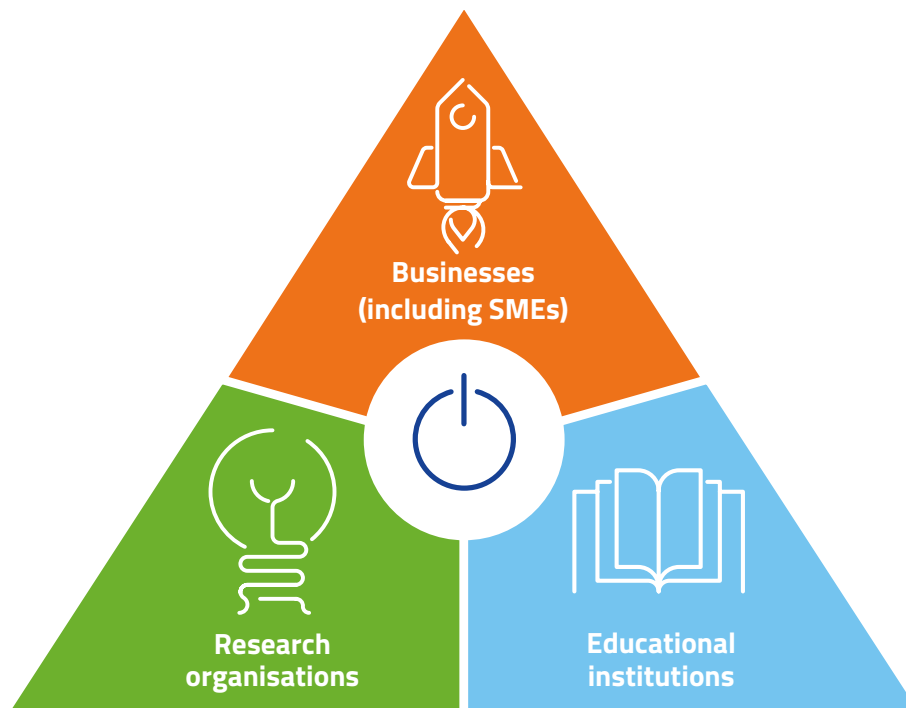 Businesses
(including SMEs)
Research
organisations
Educational
institutions